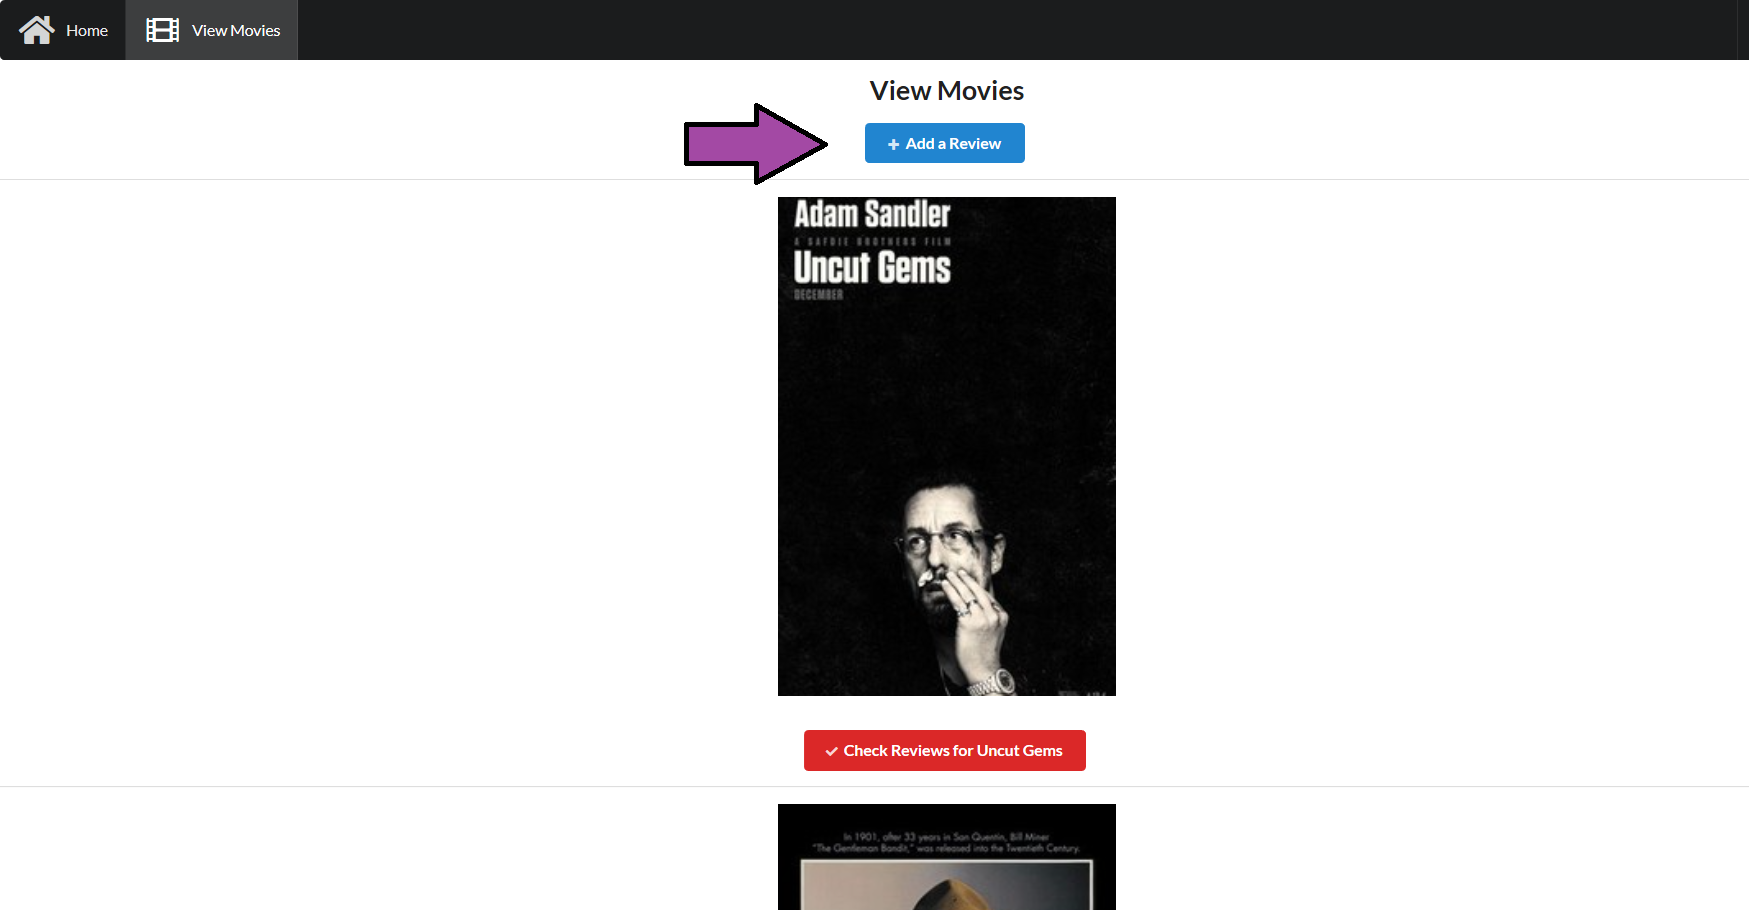 Home
View Movies
View Movies
Add a Review
Adam Sandler
A SAFDIE BROTHERS FILM
Uncut Gems
DECEMBER
Check Reviews for Uncut Gems
In 1901, after 33 years in San Quentin, Bill Miner
"The Gentleman Bandit," was released into the Twentieth Century.